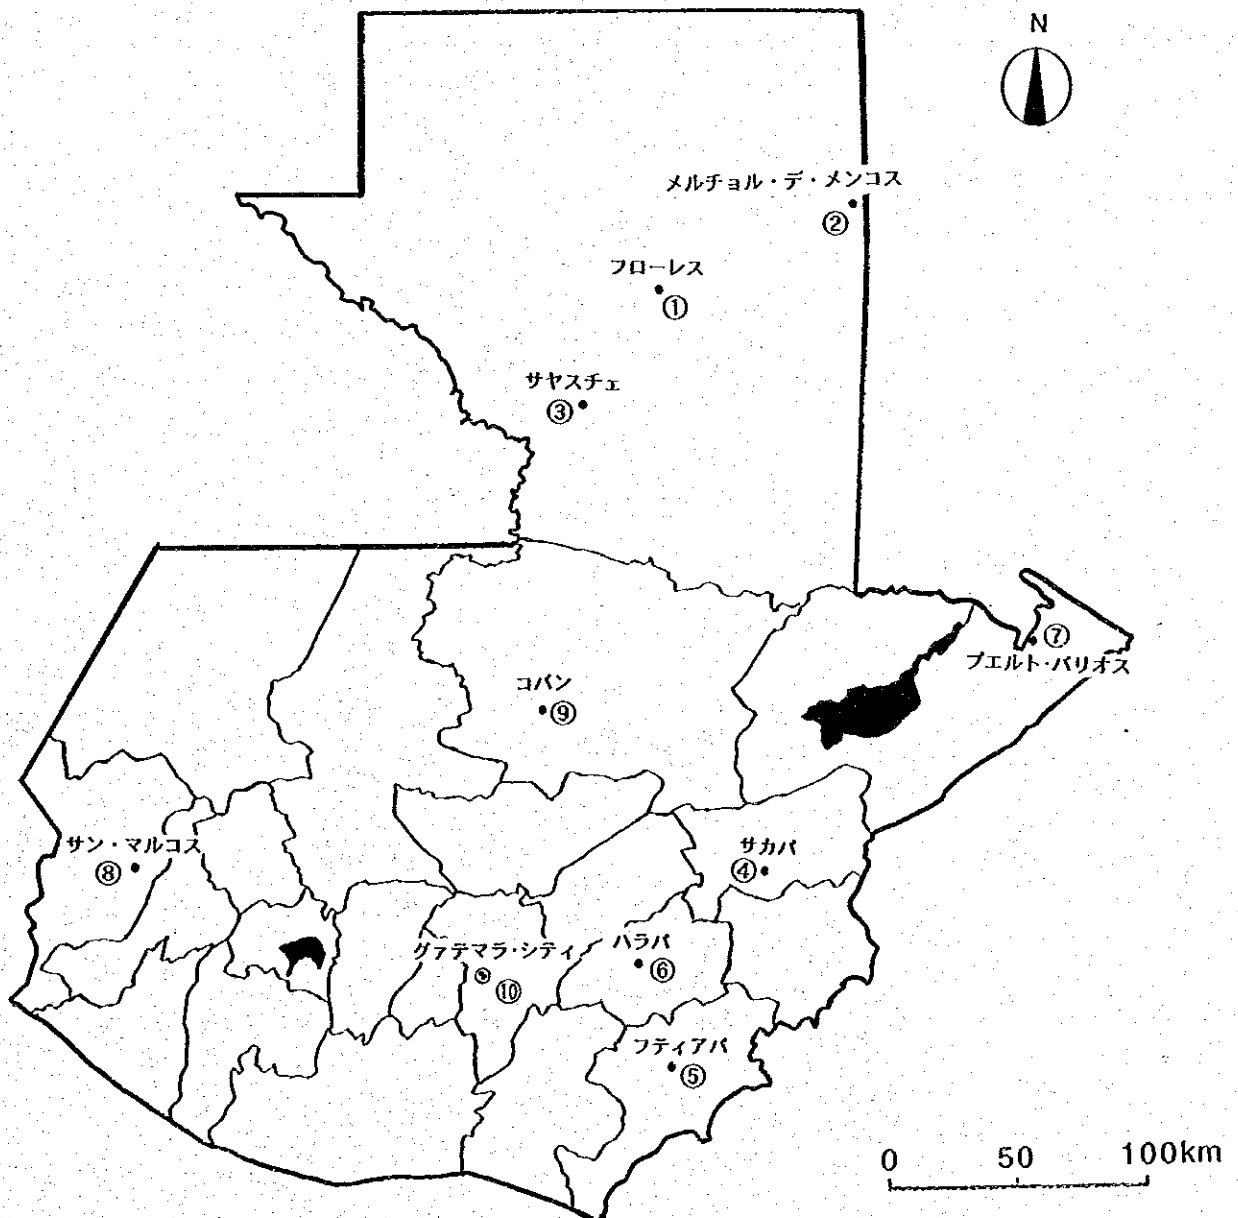 N
メルチョル・デ・メンコス
②
フローレス
①
サヤスチェ
③
⑦
プエルト・バリオス
コバン
⑨
サン・マルコス
⑧
サカパ
④
グァテマラ・シティ
⑩
ハラパ
⑥
フティアパ
⑤
0 50 100km